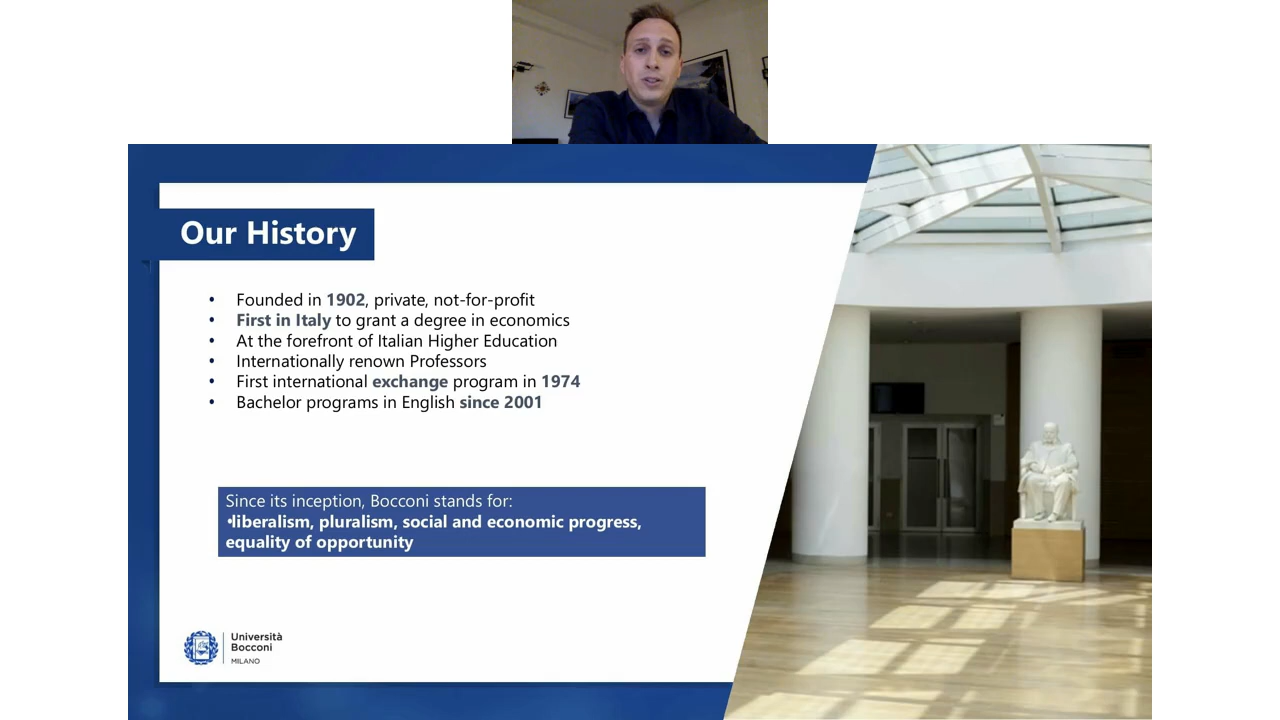 Our History
• Founded in 1902, private, not-for-profit
• First in Italy to grant a degree in economics
• At the forefront of Italian Higher Education
• Internationally renown Professors
• First international exchange program in 1974
• Bachelor programs in English since 2001
Since its inception, Bocconi stands for:
•liberalism, pluralism, social and economic progress,
equality of opportunity
Università
Bocconi
MILANO